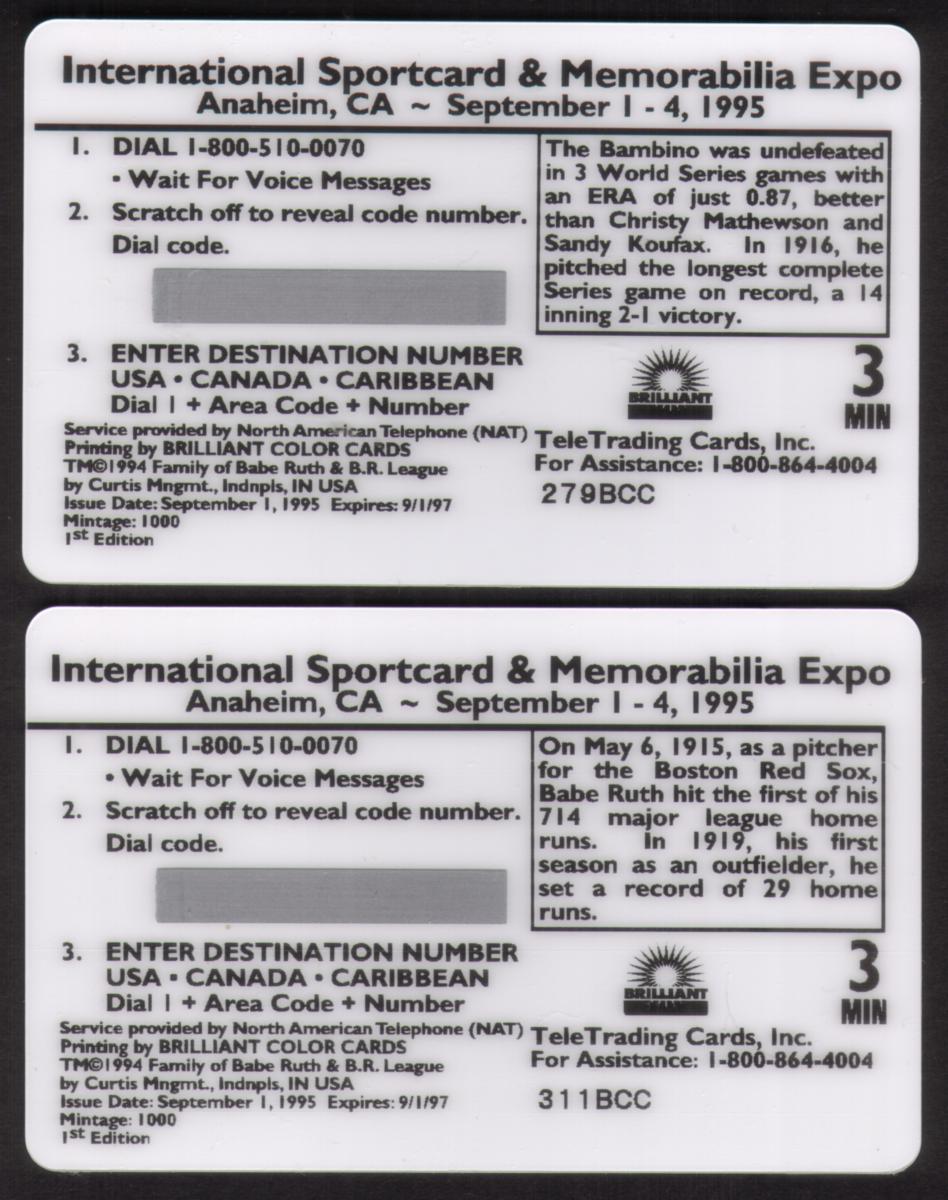 International Sportcard & Memorabilia Expo
Anaheim, CA ~ September 1 - 4, 1995
1. DIAL 1-800-510-0070
• Wait For Voice Messages
2. Scratch off to reveal code number.
Dial code.
The Bambino was undefeated
in 3 World Series games with
an ERA of just 0.87, better
than Christy Mathewson and
Sandy Koufax. In 1916, he
pitched the longest complete
Series game on record, a 14
inning 2-1 victory.
3. ENTER DESTINATION NUMBER
USA • CANADA • CARIBBEAN
Dial 1 + Area Code + Number
BRILLIANT
3
MIN
Service provided by North American Telephone (NAT)
Printing by BRILLIANT COLOR CARDS
TM©1994 Family of Babe Ruth & B.R. League
by Curtis Mngmt., Indnpls, IN USA
Issue Date: September 1, 1995 Expires: 9/1/97
Mintage: 1000
1st Edition
TeleTrading Cards, Inc.
For Assistance: 1-800-864-4004
279BCC
International Sportcard & Memorabilia Expo
Anaheim, CA ~ September 1 - 4, 1995
1. DIAL 1-800-510-0070
• Wait For Voice Messages
2. Scratch off to reveal code number.
Dial code.
On May 6, 1915, as a pitcher
for the Boston Red Sox,
Babe Ruth hit the first of his
714 major league home
runs. In 1919, his first
season as an outfielder, he
set a record of 29 home
runs.
3. ENTER DESTINATION NUMBER
USA • CANADA • CARIBBEAN
Dial 1 + Area Code + Number
BRILLIANT
3
MIN
Service provided by North American Telephone (NAT)
Printing by BRILLIANT COLOR CARDS
TM©1994 Family of Babe Ruth & B.R. League
by Curtis Mngmt., Indnpls, IN USA
Issue Date: September 1, 1995 Expires: 9/1/97
Mintage: 1000
1st Edition
TeleTrading Cards, Inc.
For Assistance: 1-800-864-4004
311BCC